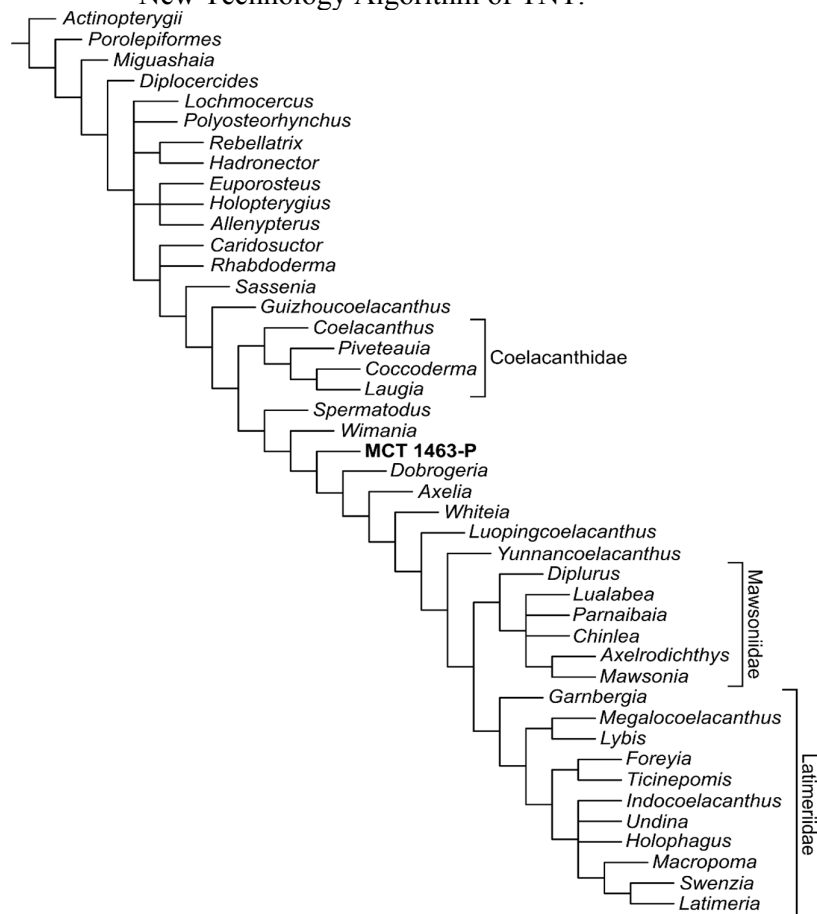 New Technology Algorithm of TNT.
Actinopterygii
Porolepiformes
Miguashaia
Diplocercides
Lochmocercus
Polyosteorhynchus
Rebellatrix
Hadronector
Euporosteus
Holopterygius
Allenypterus
Caridosuctor
Rhabdoderma
Sassenia
Guizhoucoelacanthus
Coelacanthus
Piveteauia
Coccoderma
Laugia
Coelacanthidae
Spermatodus
Wimania
MCT 1463-P
Dobrogeria
Axelia
Whiteia
Luopingcoelacanthus
Yunnancoelacanthus
Diplurus
Lualabea
Parnaibaia
Chinlea
Axelrodichthys
Mawsonia
Mawsoniidae
Garnbergia
Megalocoelacanthus
Lybis
Foreyia
Ticinepomis
Indocoelacanthus
Undina
Holophagus
Macropoma
Swenzia
Latimeria
Latimeriidae